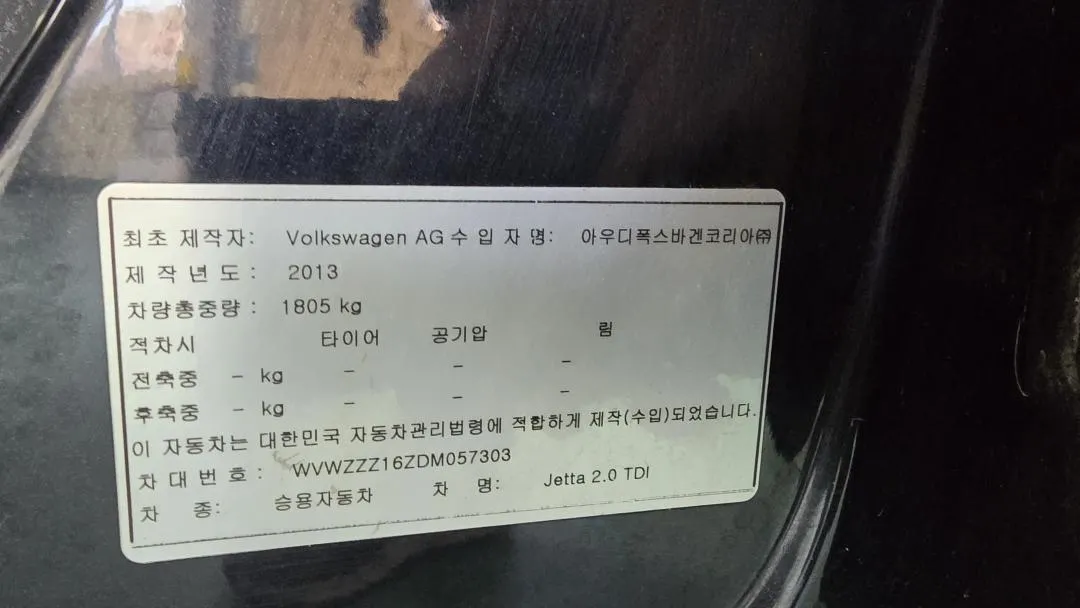 최초 제작자: Volkswagen AG 수 입 자 명: 아우디폭스바겐코리아㈜
제 작 년 도 : 2013
차량총중량 : 1805 kg
적차시 타이어 공기압 림
전축중 - kg - - -
후축중 - kg - - -
이 자동차는 대한민국 자동차관리법령에 적합하게 제작(수입)되었습니다.
차 대 번 호 : WVWZZZ16ZDM057303
차 종: 승용자동차 차 명: Jetta 2.0 TDI